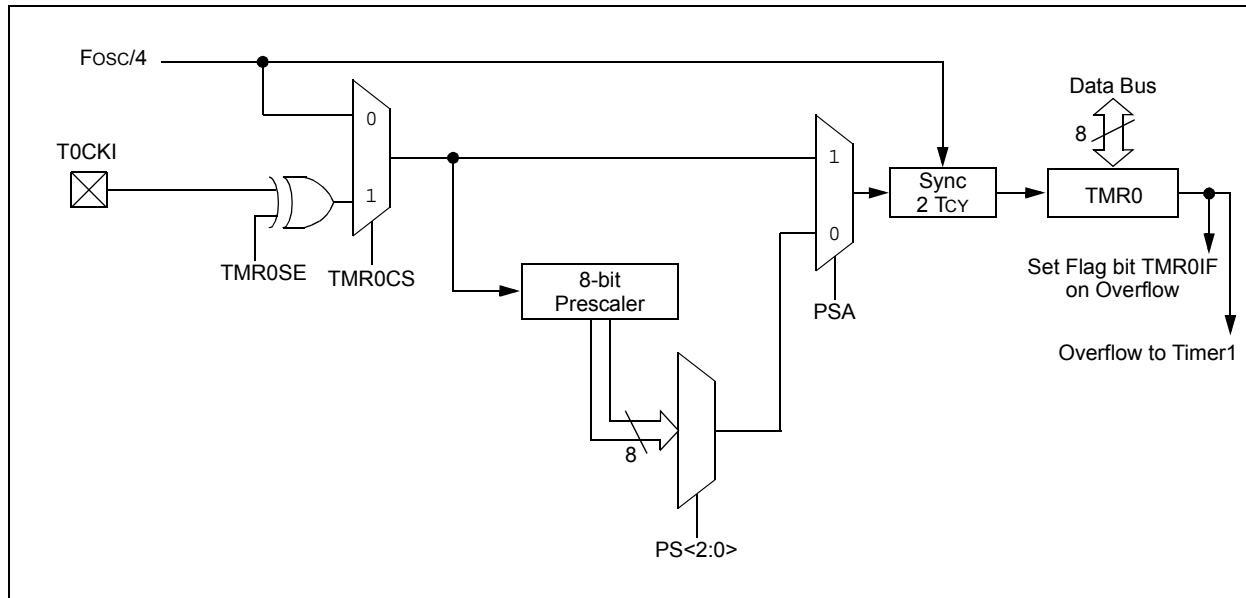 FOSC/4
Data Bus
8
T0CKI
0
1
1
0
Sync
2 TCY
TMR0
TMR0SE
TMR0CS
8-bit
Prescaler
PSA
Set Flag bit TMR0IF
on Overflow
Overflow to Timer1
8
PS<2:0>